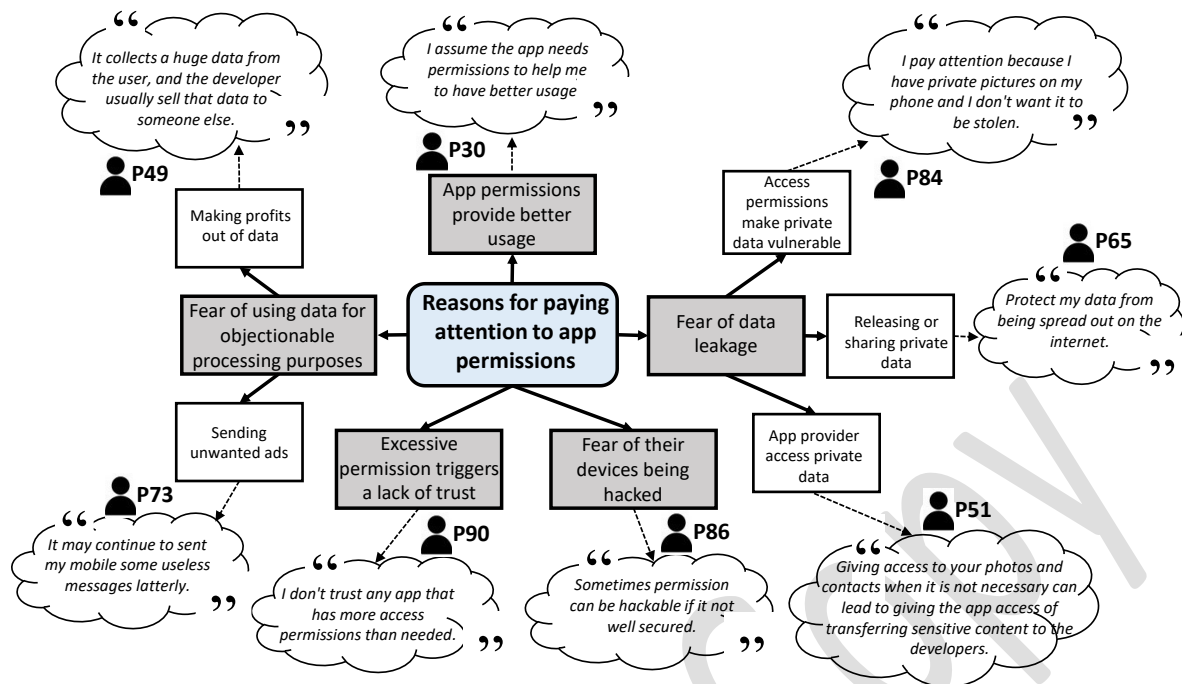 “
It collects a huge data from
the user, and the developer
usually sell that data to
someone else.
”
P49
“
I assume the app needs
permissions to help me
to have better usage
”
P30
“
I pay attention because I
have private pictures on my
phone and I don't want it to
be stolen.
”
P84
Making profits
out of data
App permissions
provide better
usage
Access
permissions
make private
data vulnerable
P65
“
Protect my data from
being spread out on the
internet.
”
Fear of using data for
objectionable
processing purposes
Reasons for paying
attention to app
permissions
Fear of data
leakage
Releasing or
sharing private
data
Sending
unwanted ads
Excessive
permission triggers
a lack of trust
Fear of their
devices being
hacked
App provider
access private
data
P73
“
It may continue to sent
my mobile some useless
messages latterly.
”
P90
“
I don't trust any app that
has more access
permissions than needed.
”
P86
“
Sometimes permission
can be hackable if it not
well secured.
”
P51
“
Giving access to your photos and
contacts when it is not necessary can
lead to giving the app access of
transferring sensitive content to the
developers.
”
copy